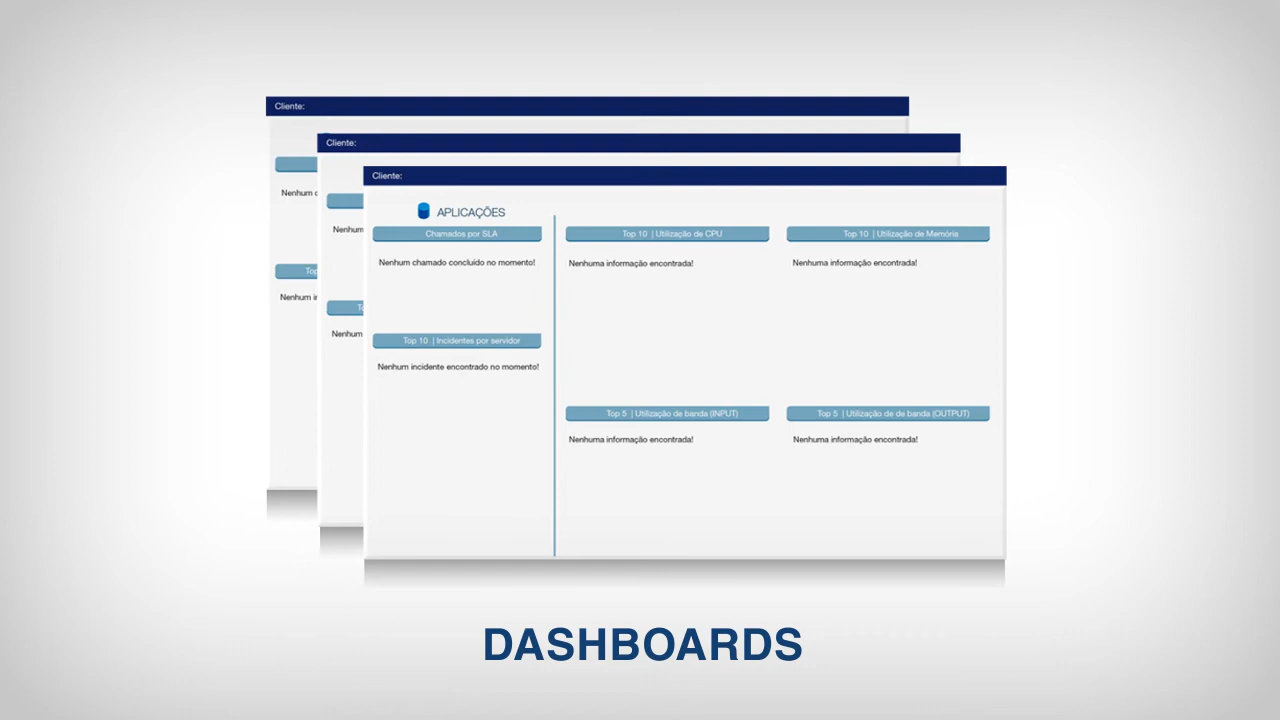 Cliente:
Cliente:
Cliente:
APLICAÇÕES
Chamados por SLA
Nenhum chamado concluido no momento!
Top 10 | Incidentes por servidor
Nenhum incidente encontrado no momento!
Top 10 | Utilização de CPU
Nenhuma informação encontrada!
Top 10 | Utilização de Memória
Nenhuma informação encontrada!
Top 5 | Utilização de banda (INPUT)
Nenhuma informação encontrada!
Top 5 | Utilização de de banda (OUTPUT)
Nenhuma informação encontrada!
Nenhum
Nenhum
Top
Nenhum
Nenhum
DASHBOARDS